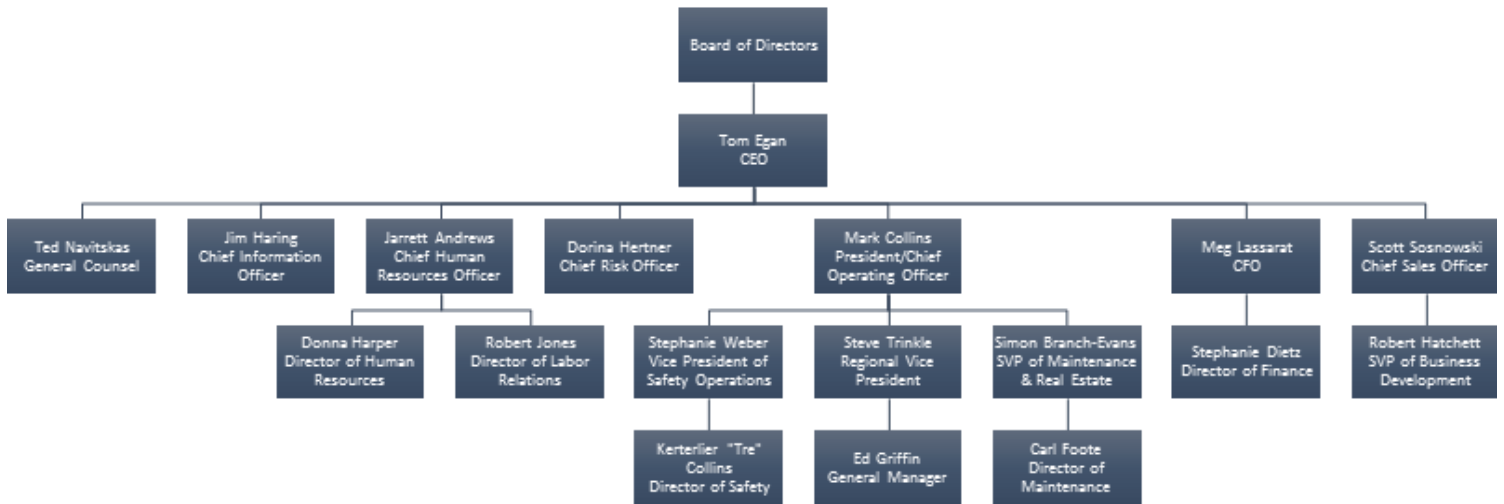 Board of Directors
Tom Egan
CEO
Ted Navitskas
General Counsel
Jim Haring
Chief Information
Officer
Jarrett Andrews
Chief Human
Resources Officer
Dorina Hertner
Chief Risk Officer
Mark Collins
President/Chief
Operating Officer
Meg Lassarat
CFO
Scott Sosnowski
Chief Sales Officer
Donna Harper
Director of Human
Resources
Robert Jones
Director of Labor
Relations
Stephanie Weber
Vice President of
Safety Operations
Steve Trinkle
Regional Vice
President
Simon Branch-Evans
SVP of Maintenance
& Real Estate
Stephanie Dietz
Director of Finance
Robert Hatchett
SVP of Business
Development
Kerterlier "Tre"
Collins
Director of Safety
Ed Griffin
General Manager
Carl Foote
Director of
Maintenance